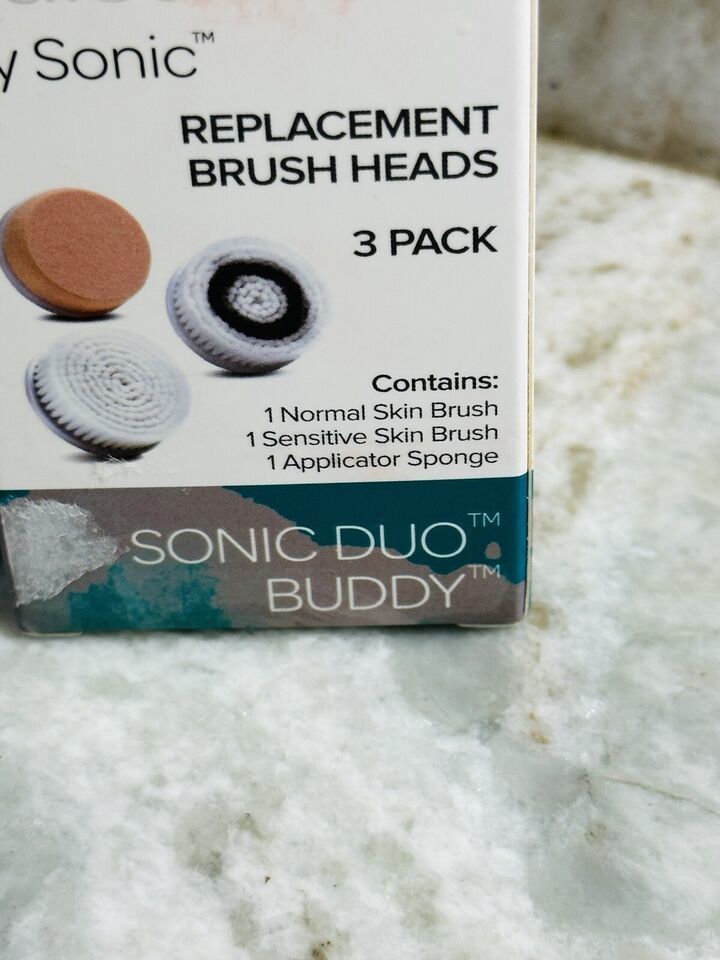 y Sonic™
REPLACEMENT
BRUSH HEADS
3 PACK
Contains:
1 Normal Skin Brush
1 Sensitive Skin Brush
1 Applicator Sponge
SONIC DUO™
BUDDY™